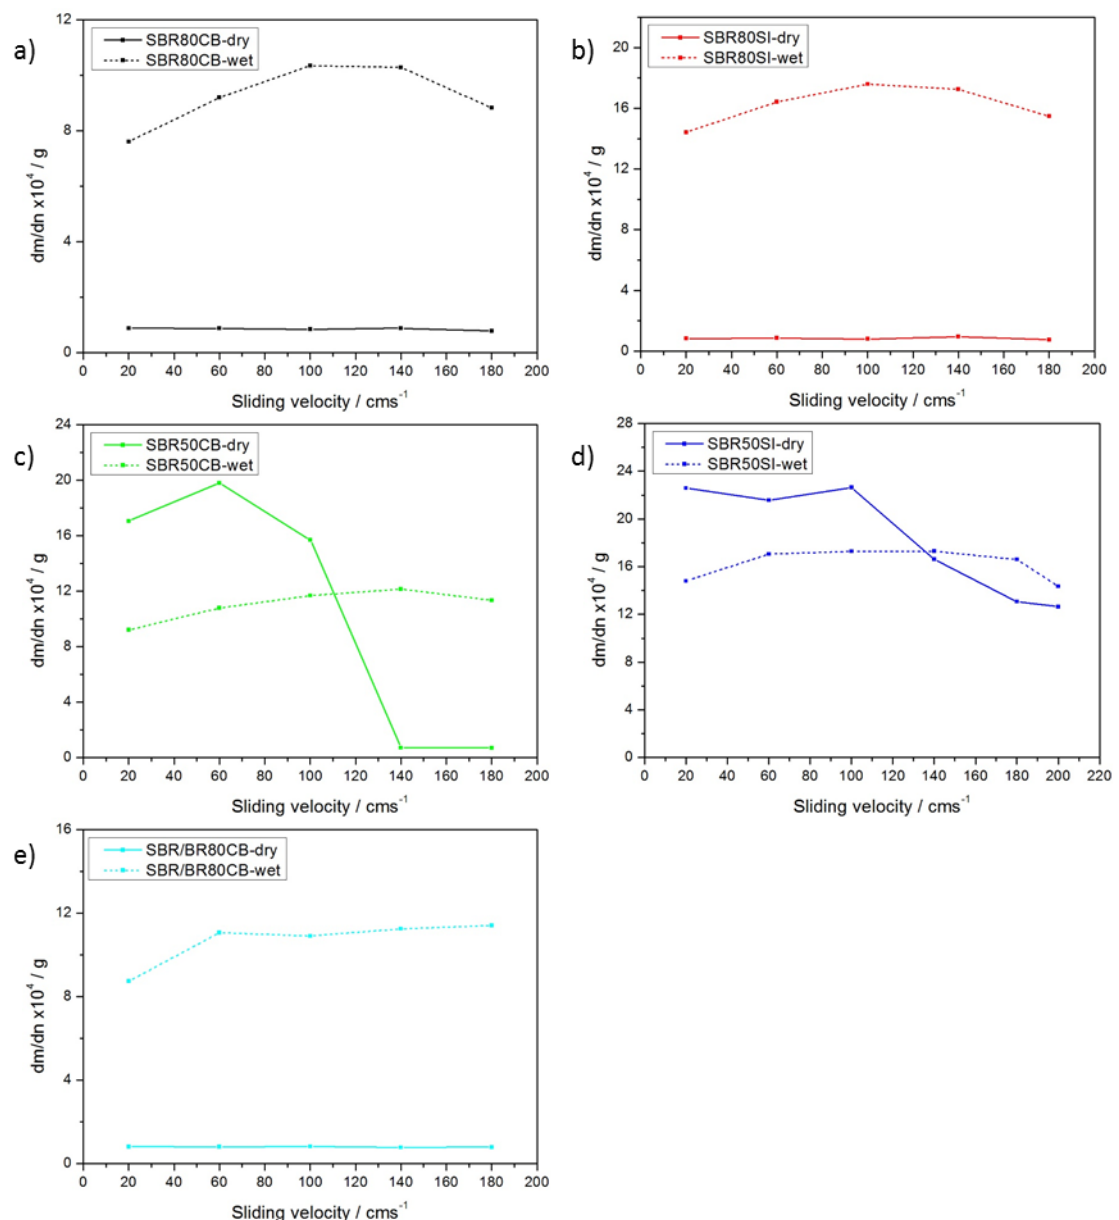 a)
SBR80CB-dry
SBR80CB-wet
dm/dn x10⁴ / g
12
8
4
0
0 20 40 60 80 100 120 140 160 180 200
Sliding velocity / cms⁻¹
b)
SBR80SI-dry
SBR80SI-wet
dm/dn x10⁴ / g
20
16
12
8
4
0
0 20 40 60 80 100 120 140 160 180 200
Sliding velocity / cms⁻¹
c)
SBR50CB-dry
SBR50CB-wet
dm/dn x10⁴ / g
24
20
16
12
8
4
0
0 20 40 60 80 100 120 140 160 180 200
Sliding velocity / cms⁻¹
d)
SBR50SI-dry
SBR50SI-wet
dm/dn x10⁴ / g
28
24
20
16
12
8
4
0
0 20 40 60 80 100 120 140 160 180 200 220
Sliding velocity / cms⁻¹
e)
SBR/BR80CB-dry
SBR/BR80CB-wet
dm/dn x10⁴ / g
16
12
8
4
0
0 20 40 60 80 100 120 140 160 180 200
Sliding velocity / cms⁻¹